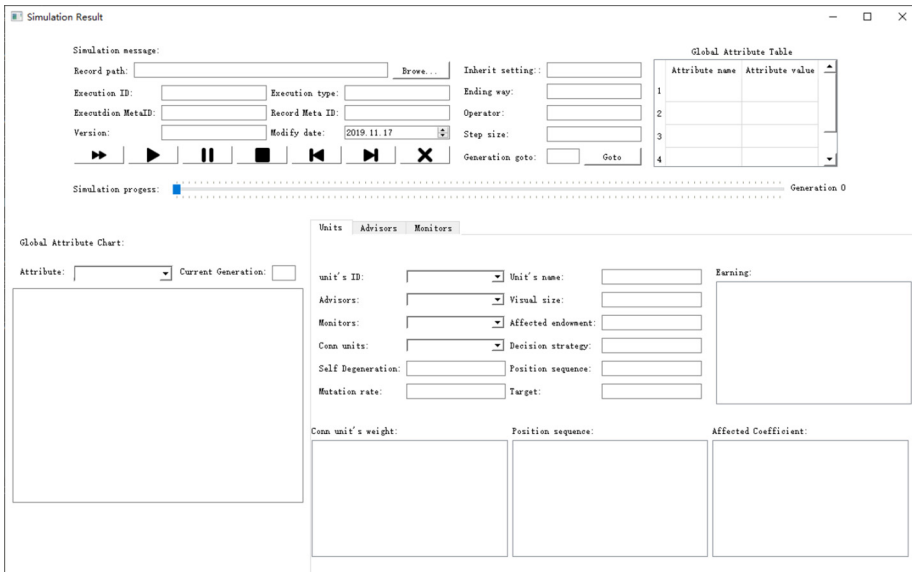 Simulation Result
Simulation message:
Global Attribute Table
Record path: Browe... Inherit setting::
Attribute name Attribute value
Execution ID: Execution type: Ending way:
1
Executdion MetaID: Record Meta ID: Operator:
2
Version: Modify date: 2019.11.17 Step size:
3
Generation goto: Goto
4
Simulation progess: Generation 0
Units Advisors Monitors
Global Attribute Chart:
Attribute: Current Generation:
unit's ID: Unit's name: Earning:
Advisors: Visual size:
Monitors: Affected endowment:
Conn units: Decision strategy:
Self Degeneration: Position sequence:
Mutation rate: Target:
Conn unit's weight: Position sequence: Affected Coefficient: